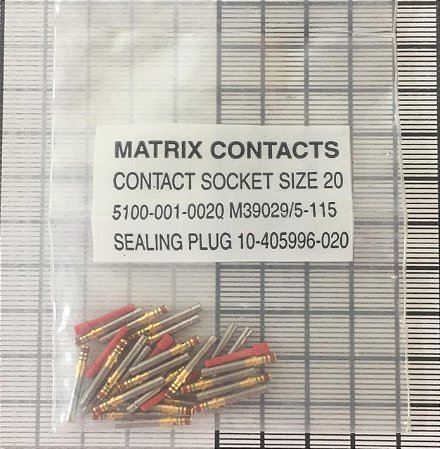 MATRIX CONTACTS
CONTACT SOCKET SIZE 20
5100-001-0020 M39029/5-115
SEALING PLUG 10-405996-020